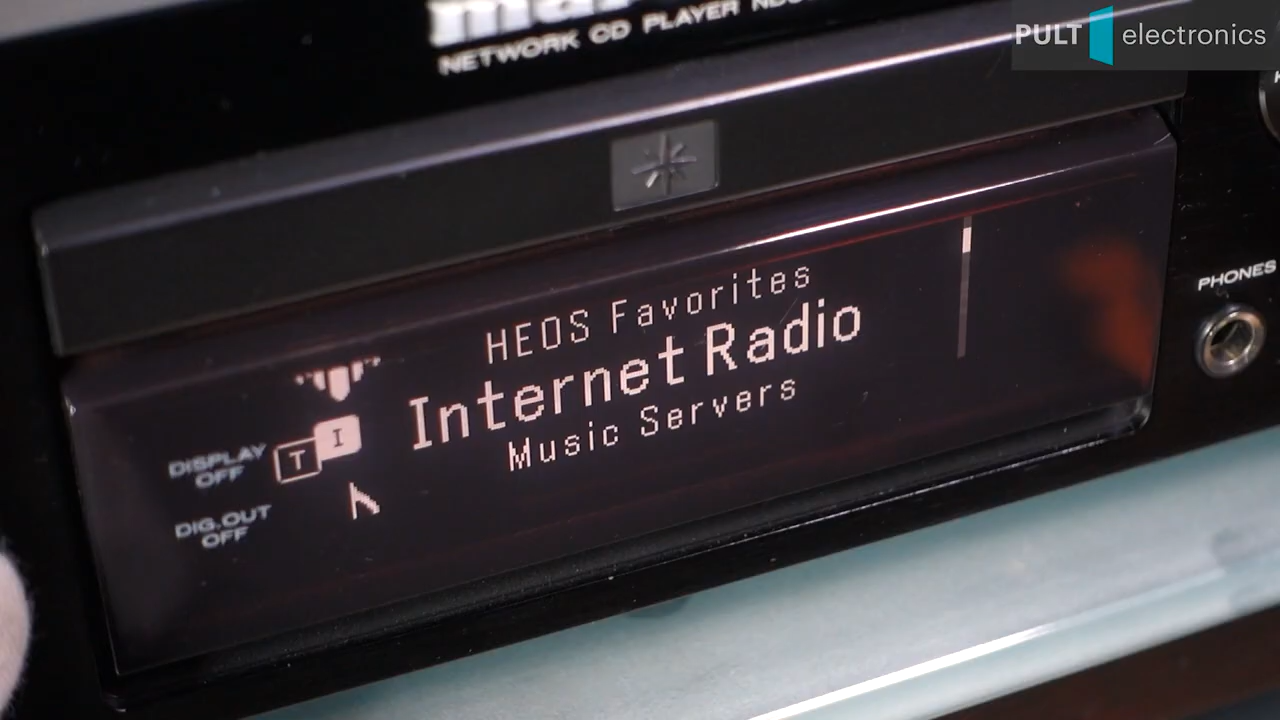 PULT electronics
NETWORK CD PLAYER
HEOS Favorites
Internet Radio
Music Servers
DISPLAY
OFF
T
I
DIG.OUT
OFF
PHONES